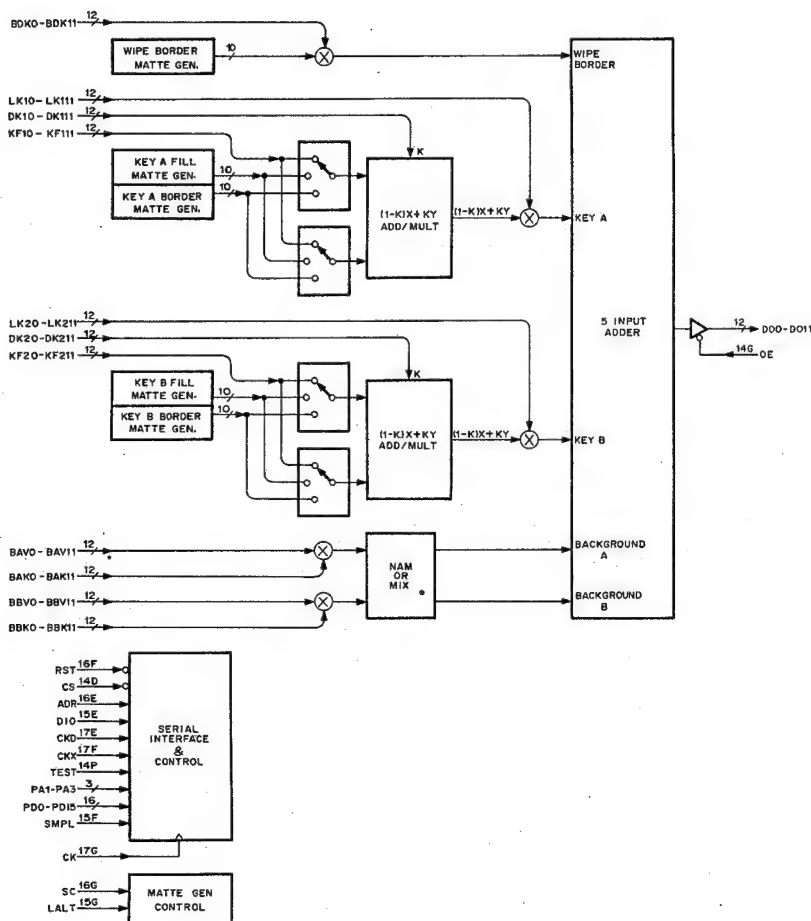 BDK0-BDK11 12
WIPE BORDER
MATTE GEN.
10
WIPE
BORDER
LK10-LK111 12
DK10-DK111 12
KF10-KF111 12
K
KEY A FILL
MATTE GEN.
10
KEY A BORDER
MATTE GEN.
10
(1-K)X+KY
ADD/MULT
(1-K)X+KY
KEY A
5 INPUT
ADDER
12 DO0-DO11
14G OE
LK20-LK211 12
DK20-DK211 12
KF20-KF211 12
K
KEY B FILL
MATTE GEN.
10
KEY B BORDER
MATTE GEN.
10
(1-K)X+KY
ADD/MULT
(1-K)X+KY
KEY B
BAV0-BAV11 12
BAK0-BAK11 12
BBV0-BBV11 12
BBK0-BBK11 12
NAM
OR
MIX
BACKGROUND
A
BACKGROUND
B
RST 16F
CS 14D
ADR 16E
DIO 15E
CKD 17E
CKX 17F
TEST 14P
PA1-PA3 3
PD0-PD15 16
SMPL 15F
CK 17G
SERIAL
INTERFACE
&
CONTROL
SC 16G
LALT 15G
MATTE GEN
CONTROL